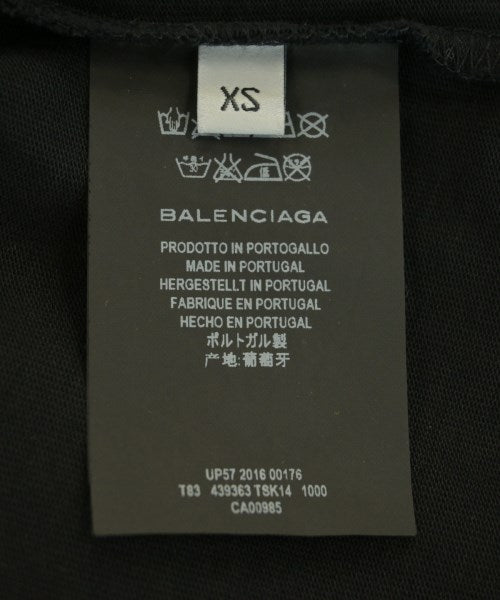 XS
BALENCIAGA
PRODOTTO IN PORTOGALLO
MADE IN PORTUGAL
HERGESTELLT IN PORTUGAL
FABRIQUE EN PORTUGAL
HECHO EN PORTUGAL
ポルトガル製
产地:葡萄牙
UP57 2016 00176
T83 439363 TSK14 1000
CA00985